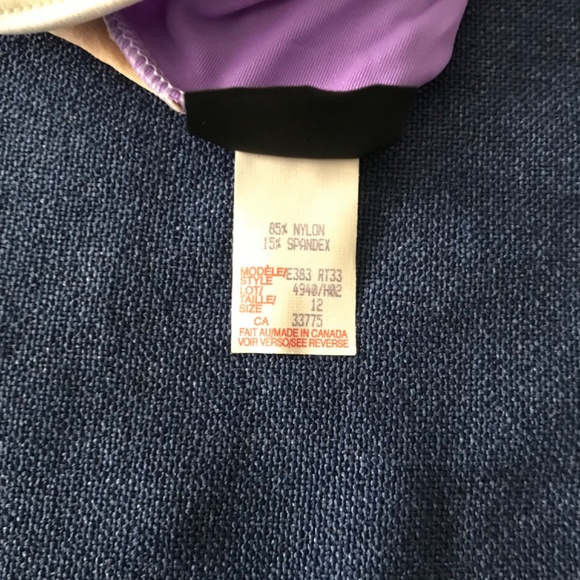 85% NYLON
15% SPANDEX
MODÈLE/E383 RT33
STYLE
LOT/ 4940/H02
TAILLE/
SIZE 12
CA 33775
FAIT AU/MADE IN CANADA
VOIR VERSO/SEE REVERSE